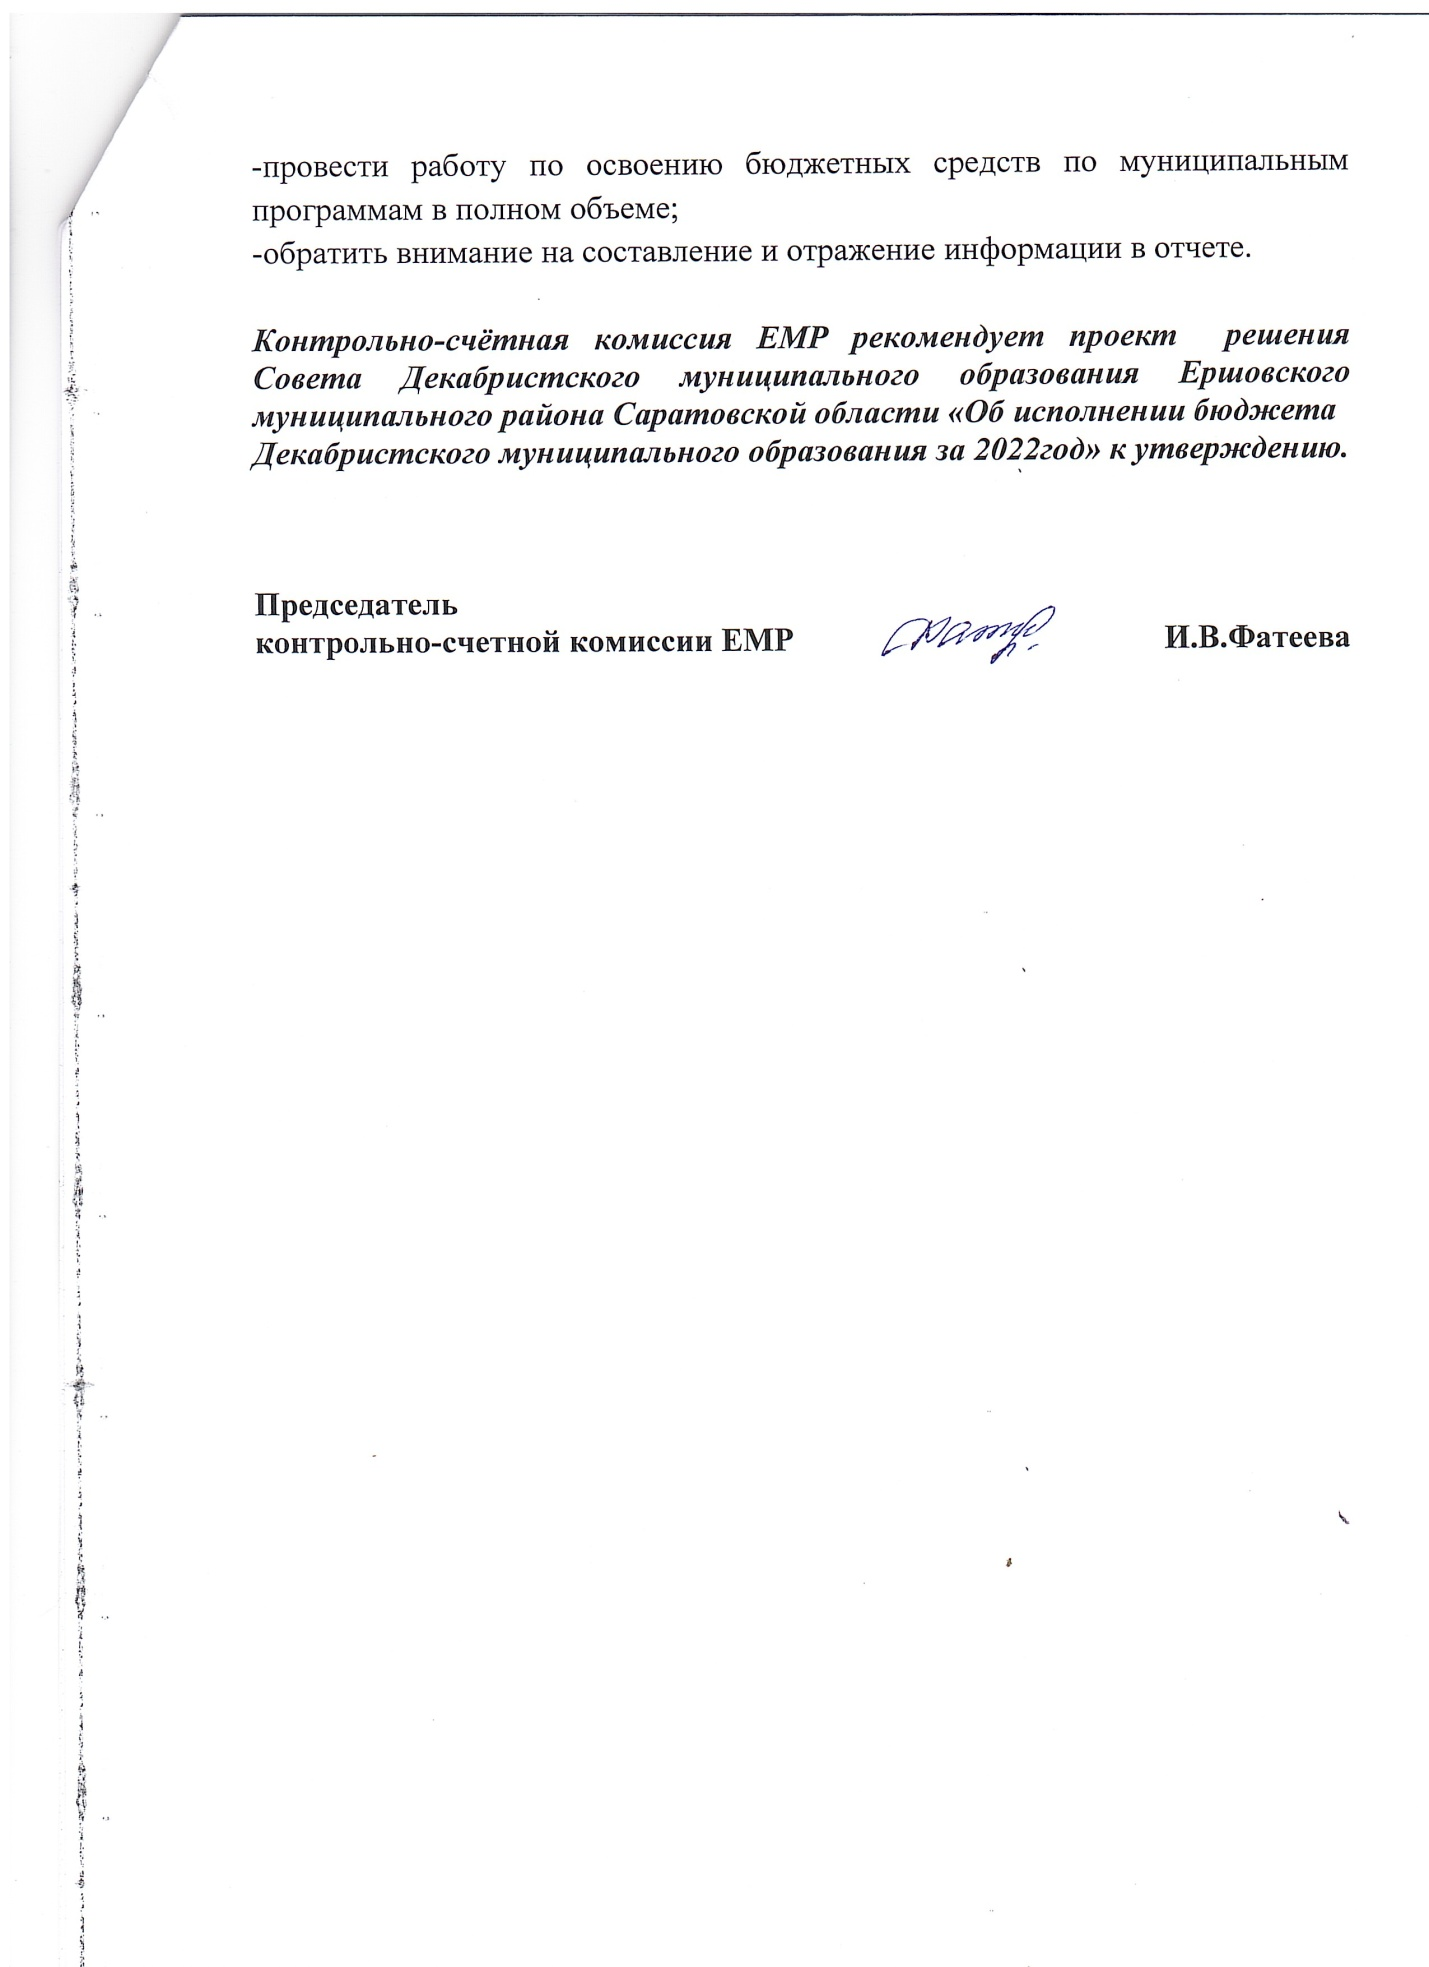 -провести работу по освоению бюджетных средств по муниципальным
программам в полном объеме;
-обратить внимание на составление и отражение информации в отчете.
Контрольно-счётная комиссия ЕМР рекомендует проект решения
Совета Декабристского муниципального образования Ершовского
муниципального района Саратовской области «Об исполнении бюджета
Декабристского муниципального образования за 2022год» к утверждению.
Председатель
контрольно-счетной комиссии ЕМР И.В.Фатеева